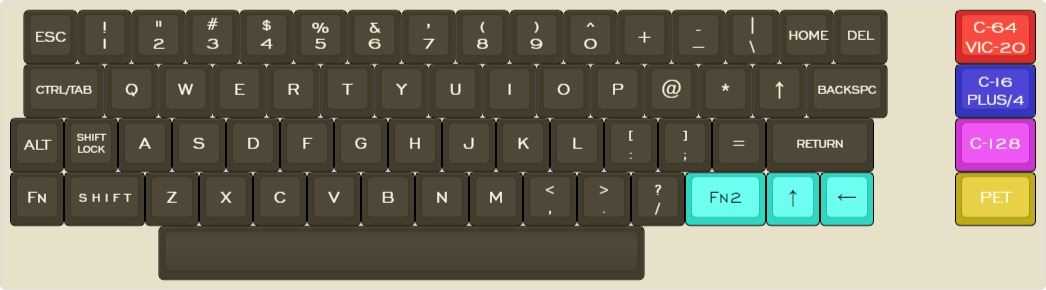 ESC ! " # $ % & ' ( ) ^ + - | HOME DEL C-64
1 2 3 4 5 6 7 8 9 0 _ \ VIC-20
CTRL/TAB Q W E R T Y U I O P @ * ↑ BACKSPC C-16
PLUS/4
ALT SHIFT A S D F G H J K L [ ] = RETURN C-128
LOCK : ;
FN SHIFT Z X C V B N M < > ? FN2 ↑ ← PET
, . /